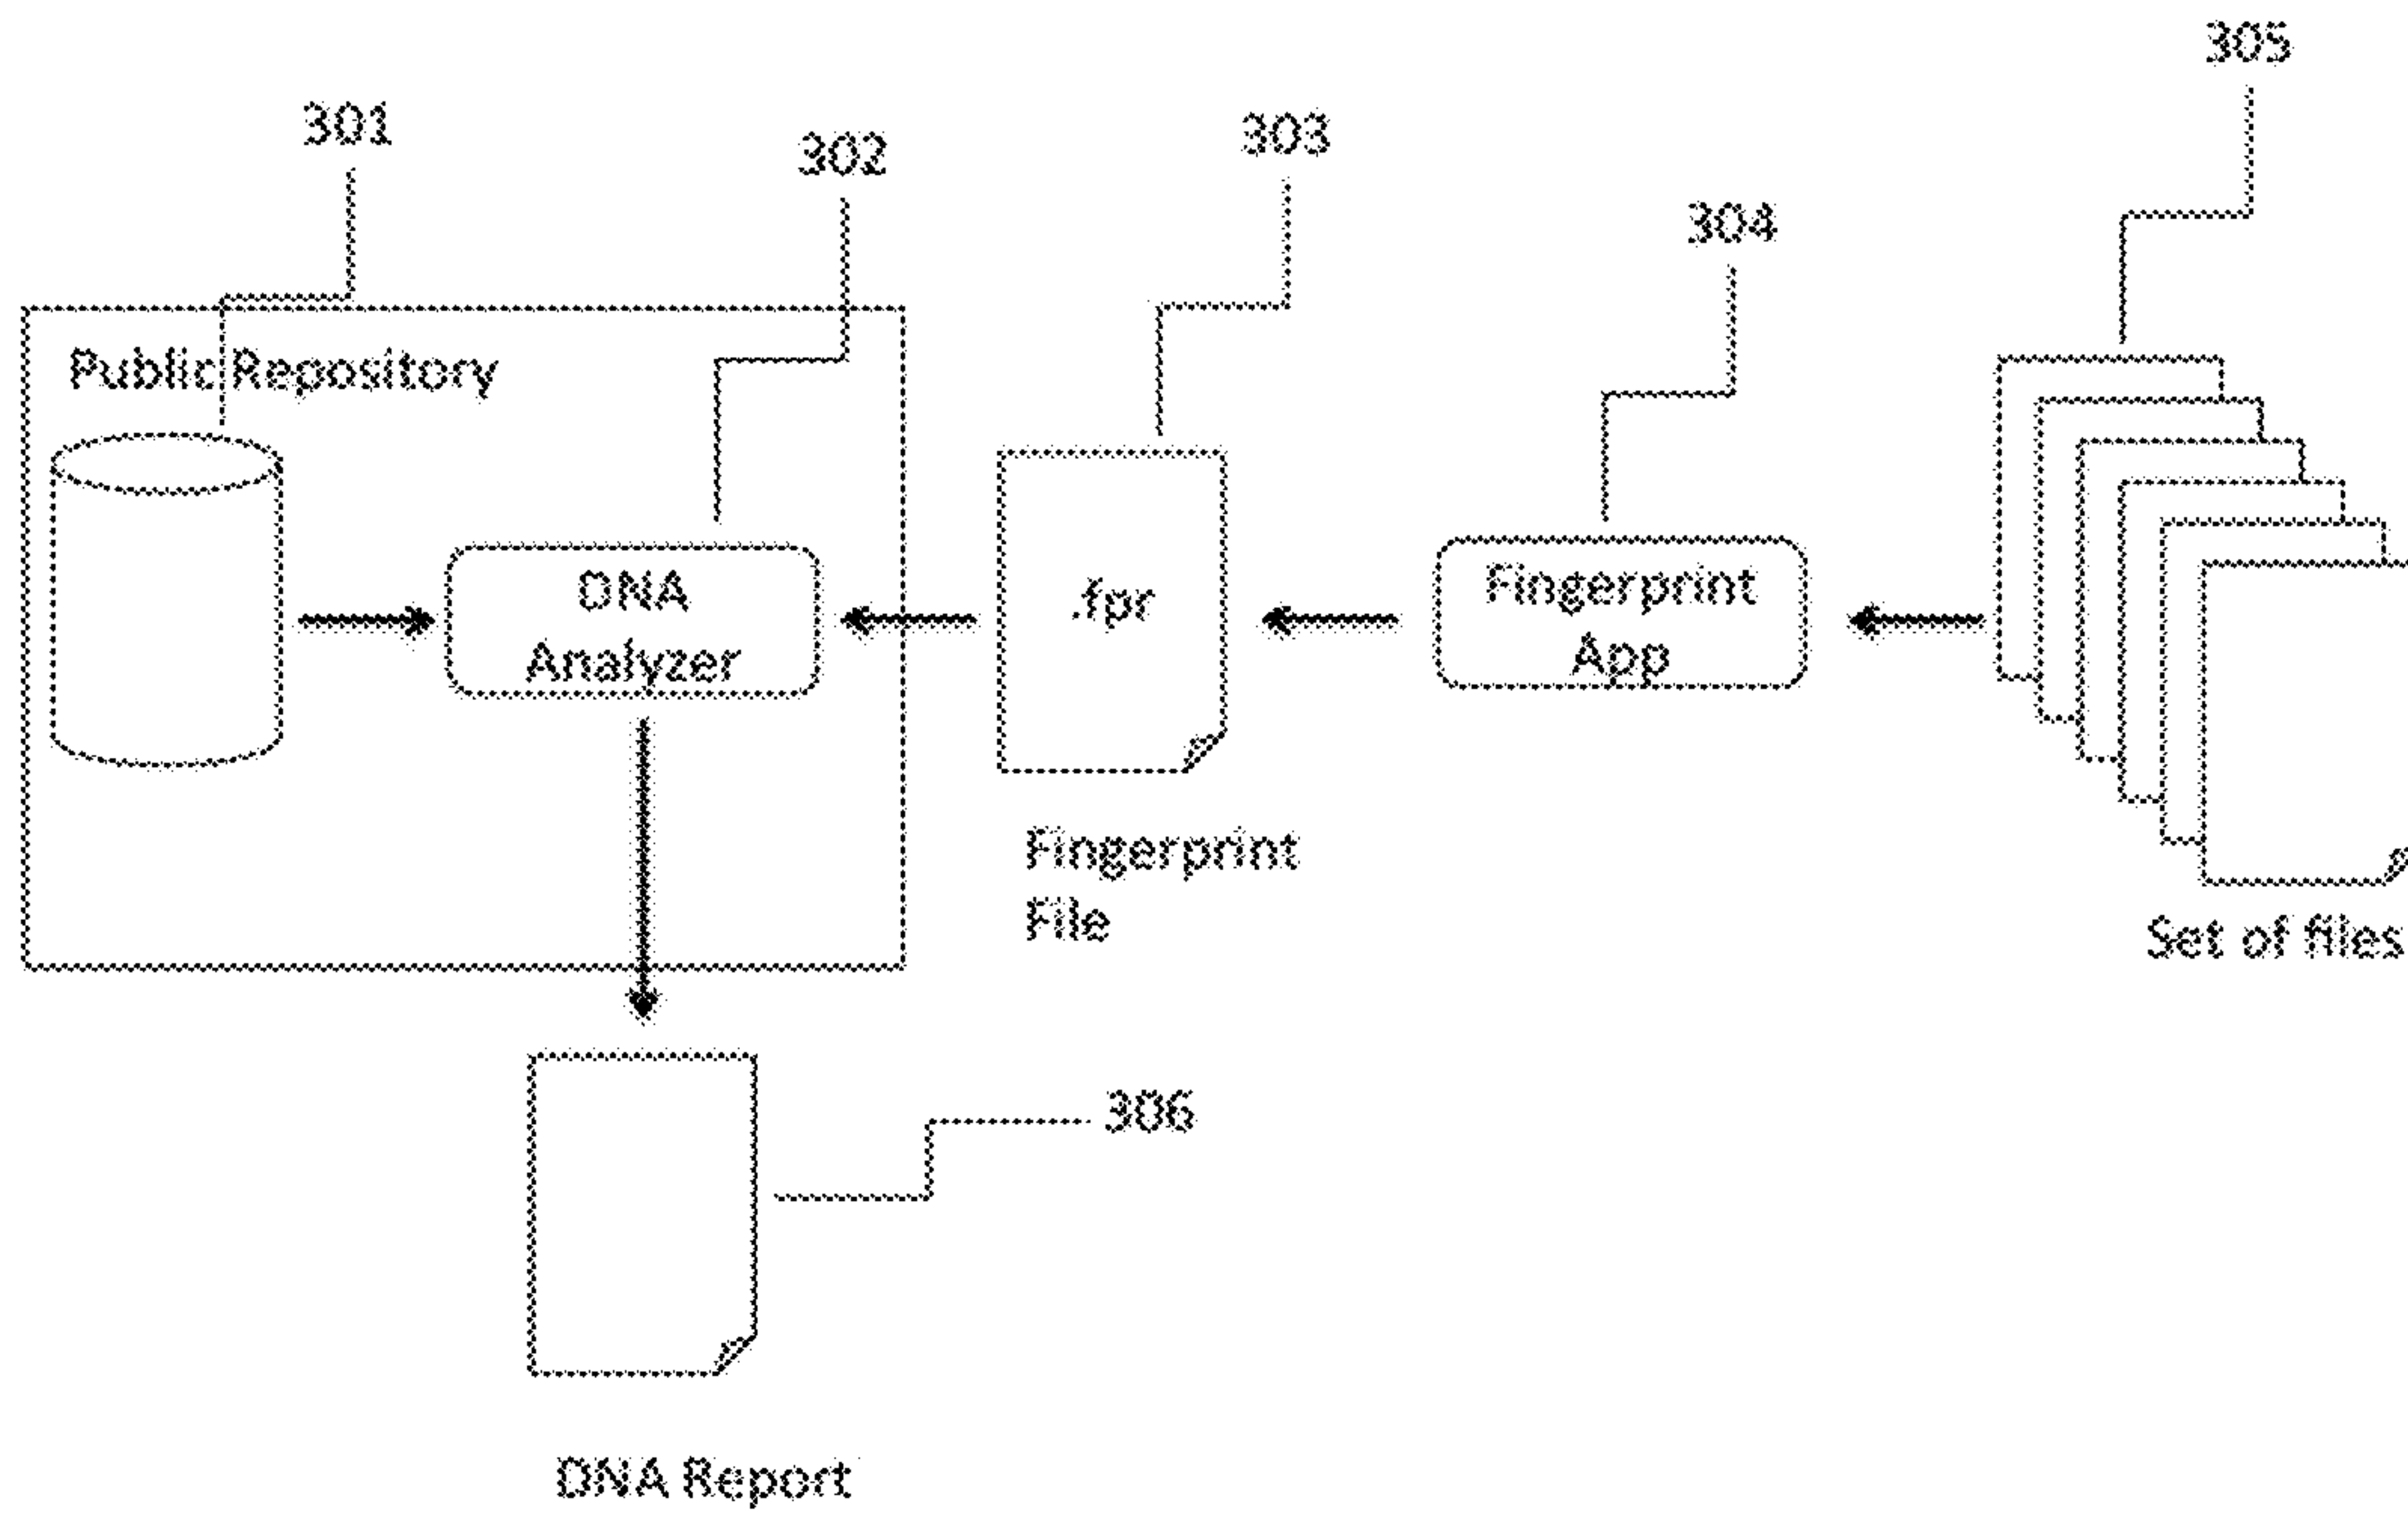 305
301
302
303
304
Public Repository
DNA
Analyzer
.fpr
Fingerprint
App
Fingerprint
File
Set of files
306
DNA Report